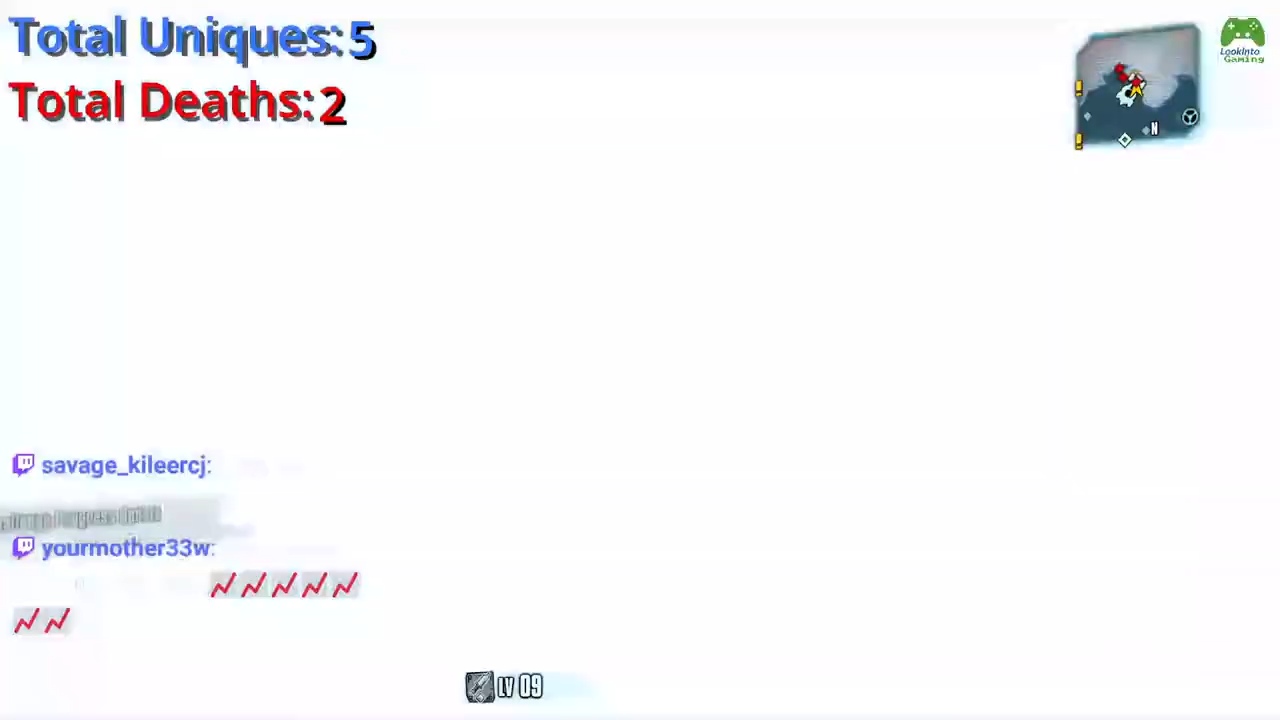 Total Uniques: 5
Total Deaths: 2
LookInto
Gaming
N
savage_kileercj:
yourmother33w:
LV 09